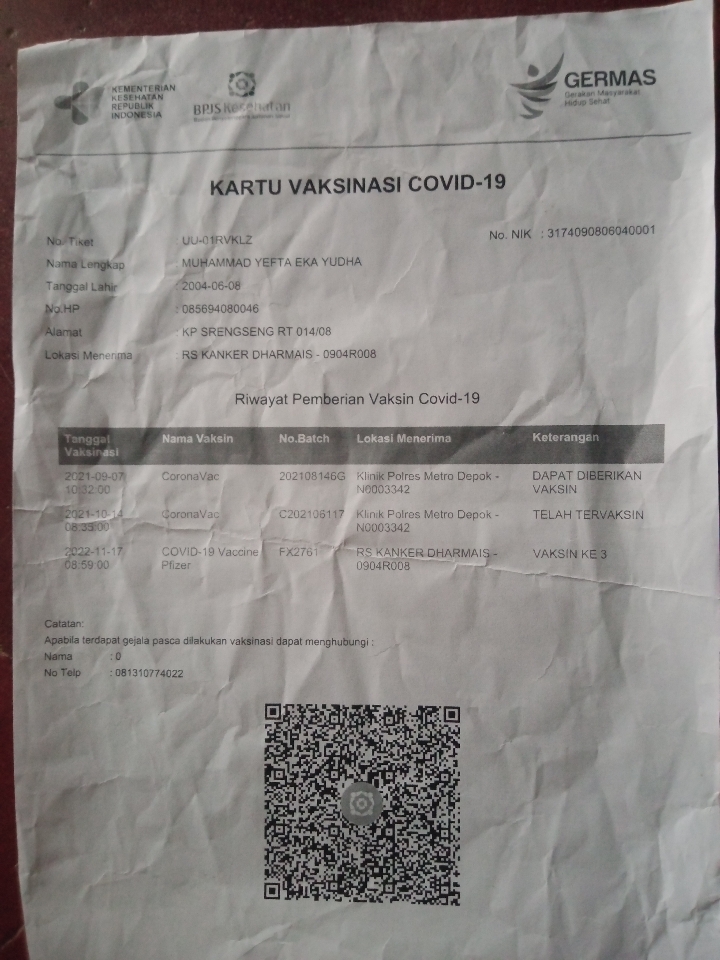 KEMENTERIAN
KESEHATAN
REPUBLIK
INDONESIA
BPJS Kesehatan
GERMAS
Gerakan Masyarakat
Hidup Sehat
KARTU VAKSINASI COVID-19
No. Tiket : UU-01RVKLZ
No. NIK : 3174090806040001
Nama Lengkap : MUHAMMAD YEFTA EKA YUDHA
Tanggal Lahir : 2004-06-08
No.HP : 085694080046
Alamat : KP SRENGSENG RT 014/08
Lokasi Menerima : RS KANKER DHARMAIS - 0904R008
Riwayat Pemberian Vaksin Covid-19
Tanggal Vaksinasi Nama Vaksin No.Batch Lokasi Menerima Keterangan
2021-09-07 CoronaVac 202108146G Klinik Polres Metro Depok - DAPAT DIBERIKAN
10:32:00 N0003342 VAKSIN
2021-10-14 CoronaVac C202106117 Klinik Polres Metro Depok - TELAH TERVAKSIN
08:35:00 N0003342
2022-11-17 COVID-19 Vaccine FX2761 RS KANKER DHARMAIS - VAKSIN KE 3
08:59:00 Pfizer 0904R008
Catatan:
Apabila terdapat gejala pasca dilakukan vaksinasi dapat menghubungi :
Nama : 0
No Telp : 081310774022